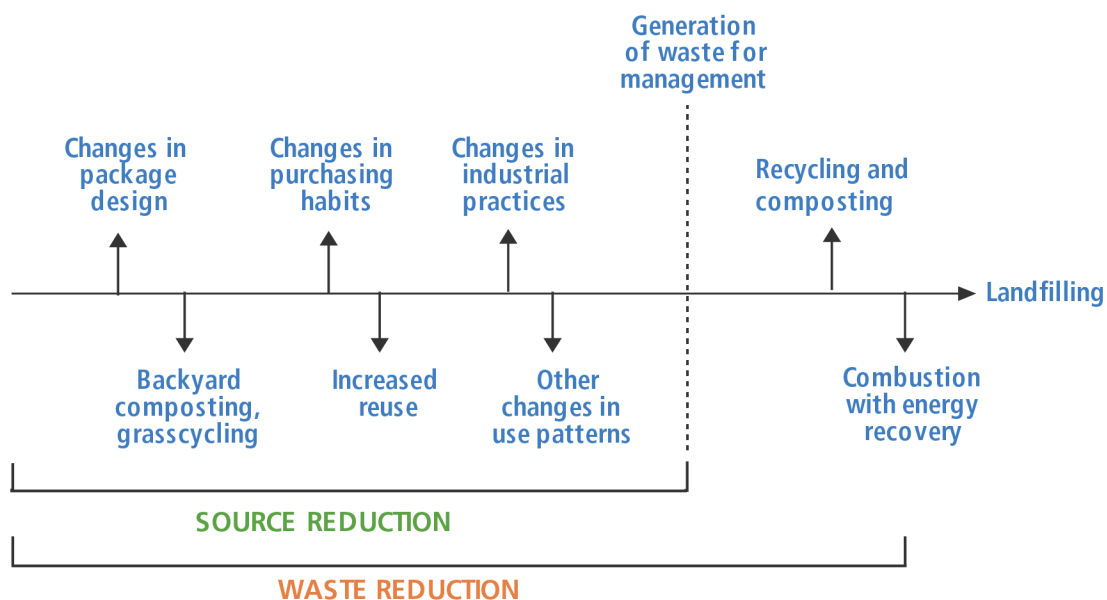 Generation
of waste for
management
Changes in
package
design
Changes in
purchasing
habits
Changes in
industrial
practices
Recycling and
composting
Landfilling
Backyard
composting,
grasscycling
Increased
reuse
Other
changes in
use patterns
Combustion
with energy
recovery
SOURCE REDUCTION
WASTE REDUCTION